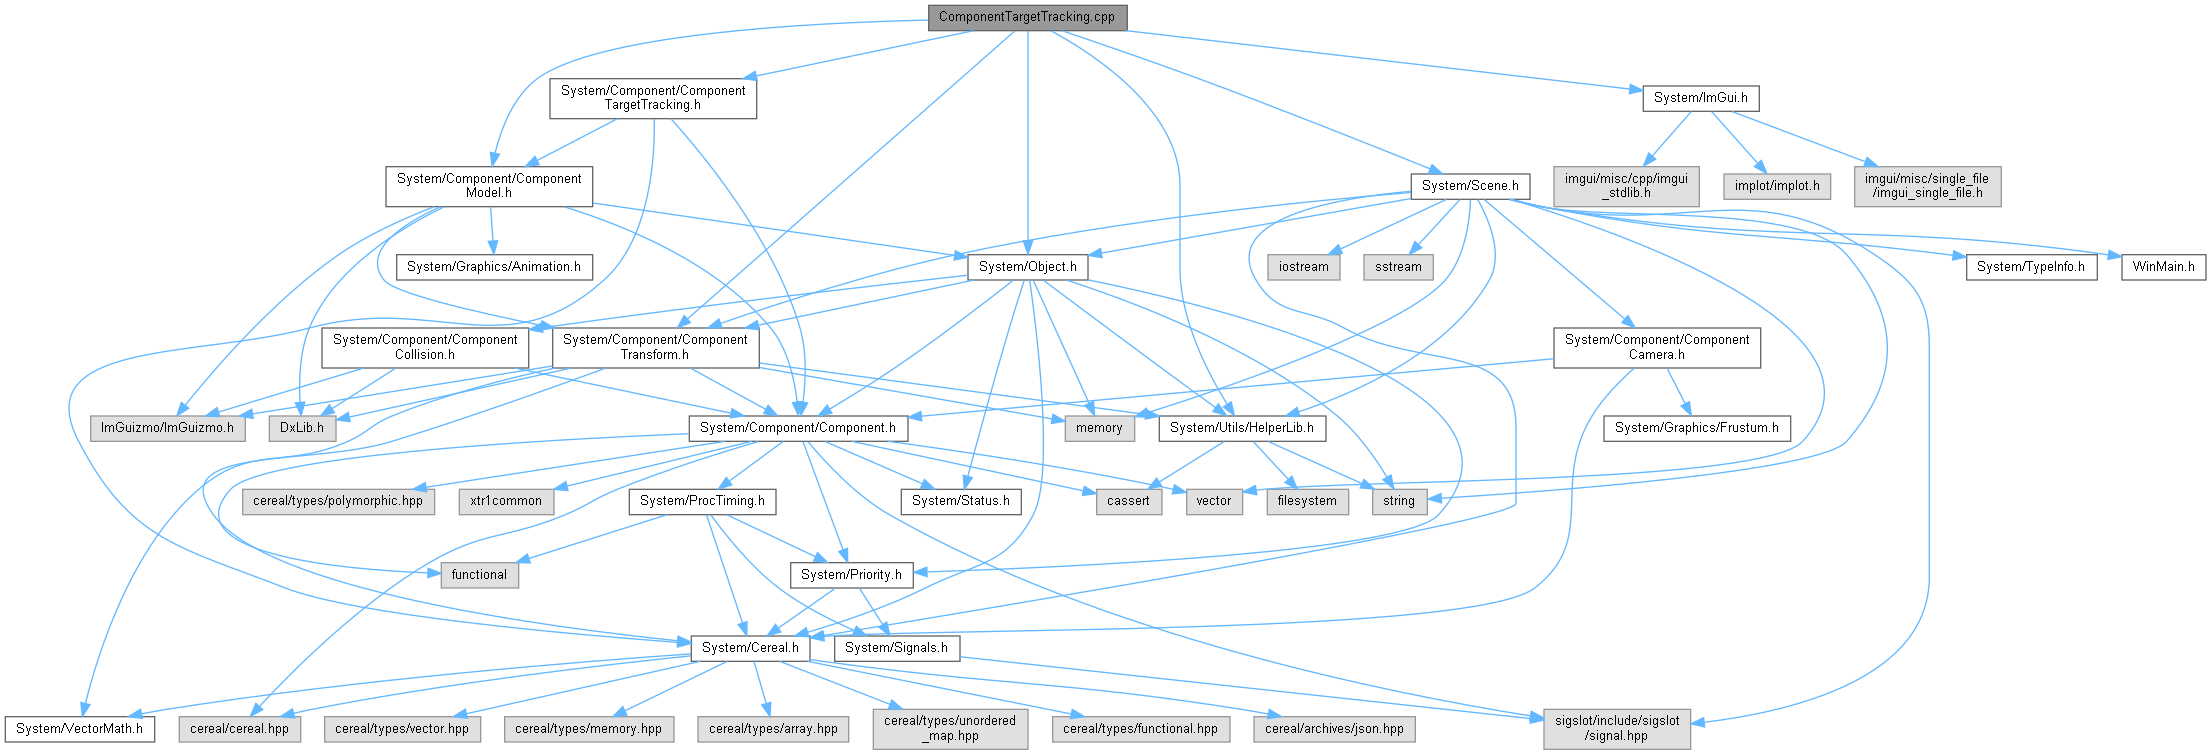 ComponentTargetTracking.cpp
System/Component/Component
TargetTracking.h
System/ImGui.h
System/Component/Component
Model.h
System/Scene.h
imgui/misc/cpp/imgui
_stdlib.h
implot/implot.h
imgui/misc/single_file
/imgui_single_file.h
System/Graphics/Animation.h
System/Object.h
iostream
sstream
System/TypeInfo.h
WinMain.h
System/Component/Component
Collision.h
System/Component/Component
Transform.h
System/Component/Component
Camera.h
ImGuizmo/ImGuizmo.h
DxLib.h
System/Component/Component.h
memory
System/Utils/HelperLib.h
System/Graphics/Frustum.h
cereal/types/polymorphic.hpp
xtr1common
System/ProcTiming.h
System/Status.h
cassert
vector
filesystem
string
functional
System/Priority.h
System/Cereal.h
System/Signals.h
System/VectorMath.h
cereal/cereal.hpp
cereal/types/vector.hpp
cereal/types/memory.hpp
cereal/types/array.hpp
cereal/types/unordered
_map.hpp
cereal/types/functional.hpp
cereal/archives/json.hpp
sigslot/include/sigslot
/signal.hpp